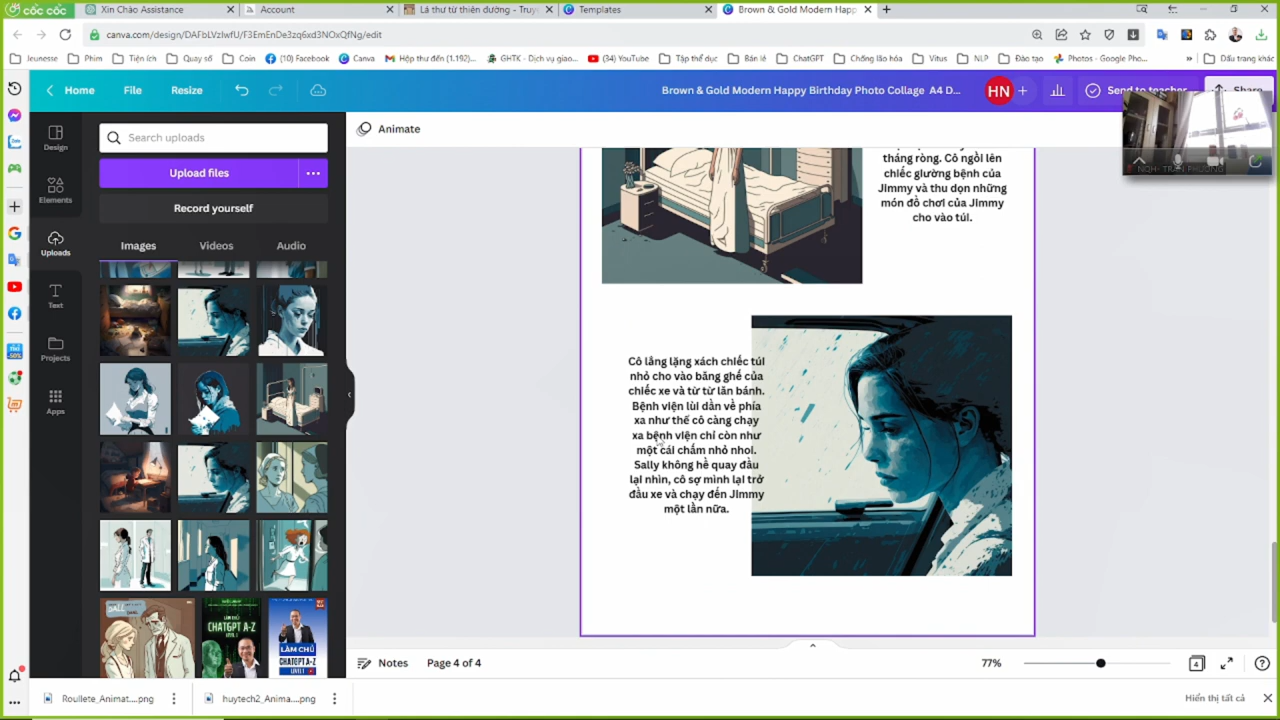 cốc cốc
Xin Chào Assistance
Account
Lá thư từ thiên đường - Truyệ
Templates
Brown & Gold Modern Happ
canva.com/design/DAFbLVzIwfU/F3EmEnDe3zq6xd3NOxQfNg/edit
Jeunesse
Phim
Tiện ích
Quay số
Coin
(10) Facebook
Canva
Hộp thư đến (1.192)...
GHTK - Dịch vụ giao...
(34) YouTube
Tập thể dục
Bán lẻ
ChatGPT
Chống lão hóa
Vitus
NLP
Đào tạo
Photos - Google Pho...
Dấu trang khác
Home
File
Resize
Brown & Gold Modern Happy Birthday Photo Collage A4 D...
HN
Send to teacher
Share
Design
Elements
Uploads
Text
Projects
Apps
Search uploads
Upload files
Record yourself
Images
Videos
Audio
Animate
tháng ròng. Cô ngồi lên
chiếc giường bệnh của
Jimmy và thu dọn những
món đồ chơi của Jimmy
cho vào túi.
Cô lẳng lặng xách chiếc túi
nhỏ cho vào băng ghế của
chiếc xe và từ từ lăn bánh.
Bệnh viện lùi dần về phía
xa như thế cô càng chạy
xa bệnh viện chỉ còn như
một cái chấm nhỏ nhoi.
Sally không hề quay đầu
lại nhìn, cô sợ mình lại trở
đầu xe và chạy đến Jimmy
một lần nữa.
CHATGPT A-Z
LÀM CHỦ
CHATGPT A-Z
Notes
Page 4 of 4
77%
4
Roullete_Animat....png
huytech2_Anima....png
Hiển thị tất cả